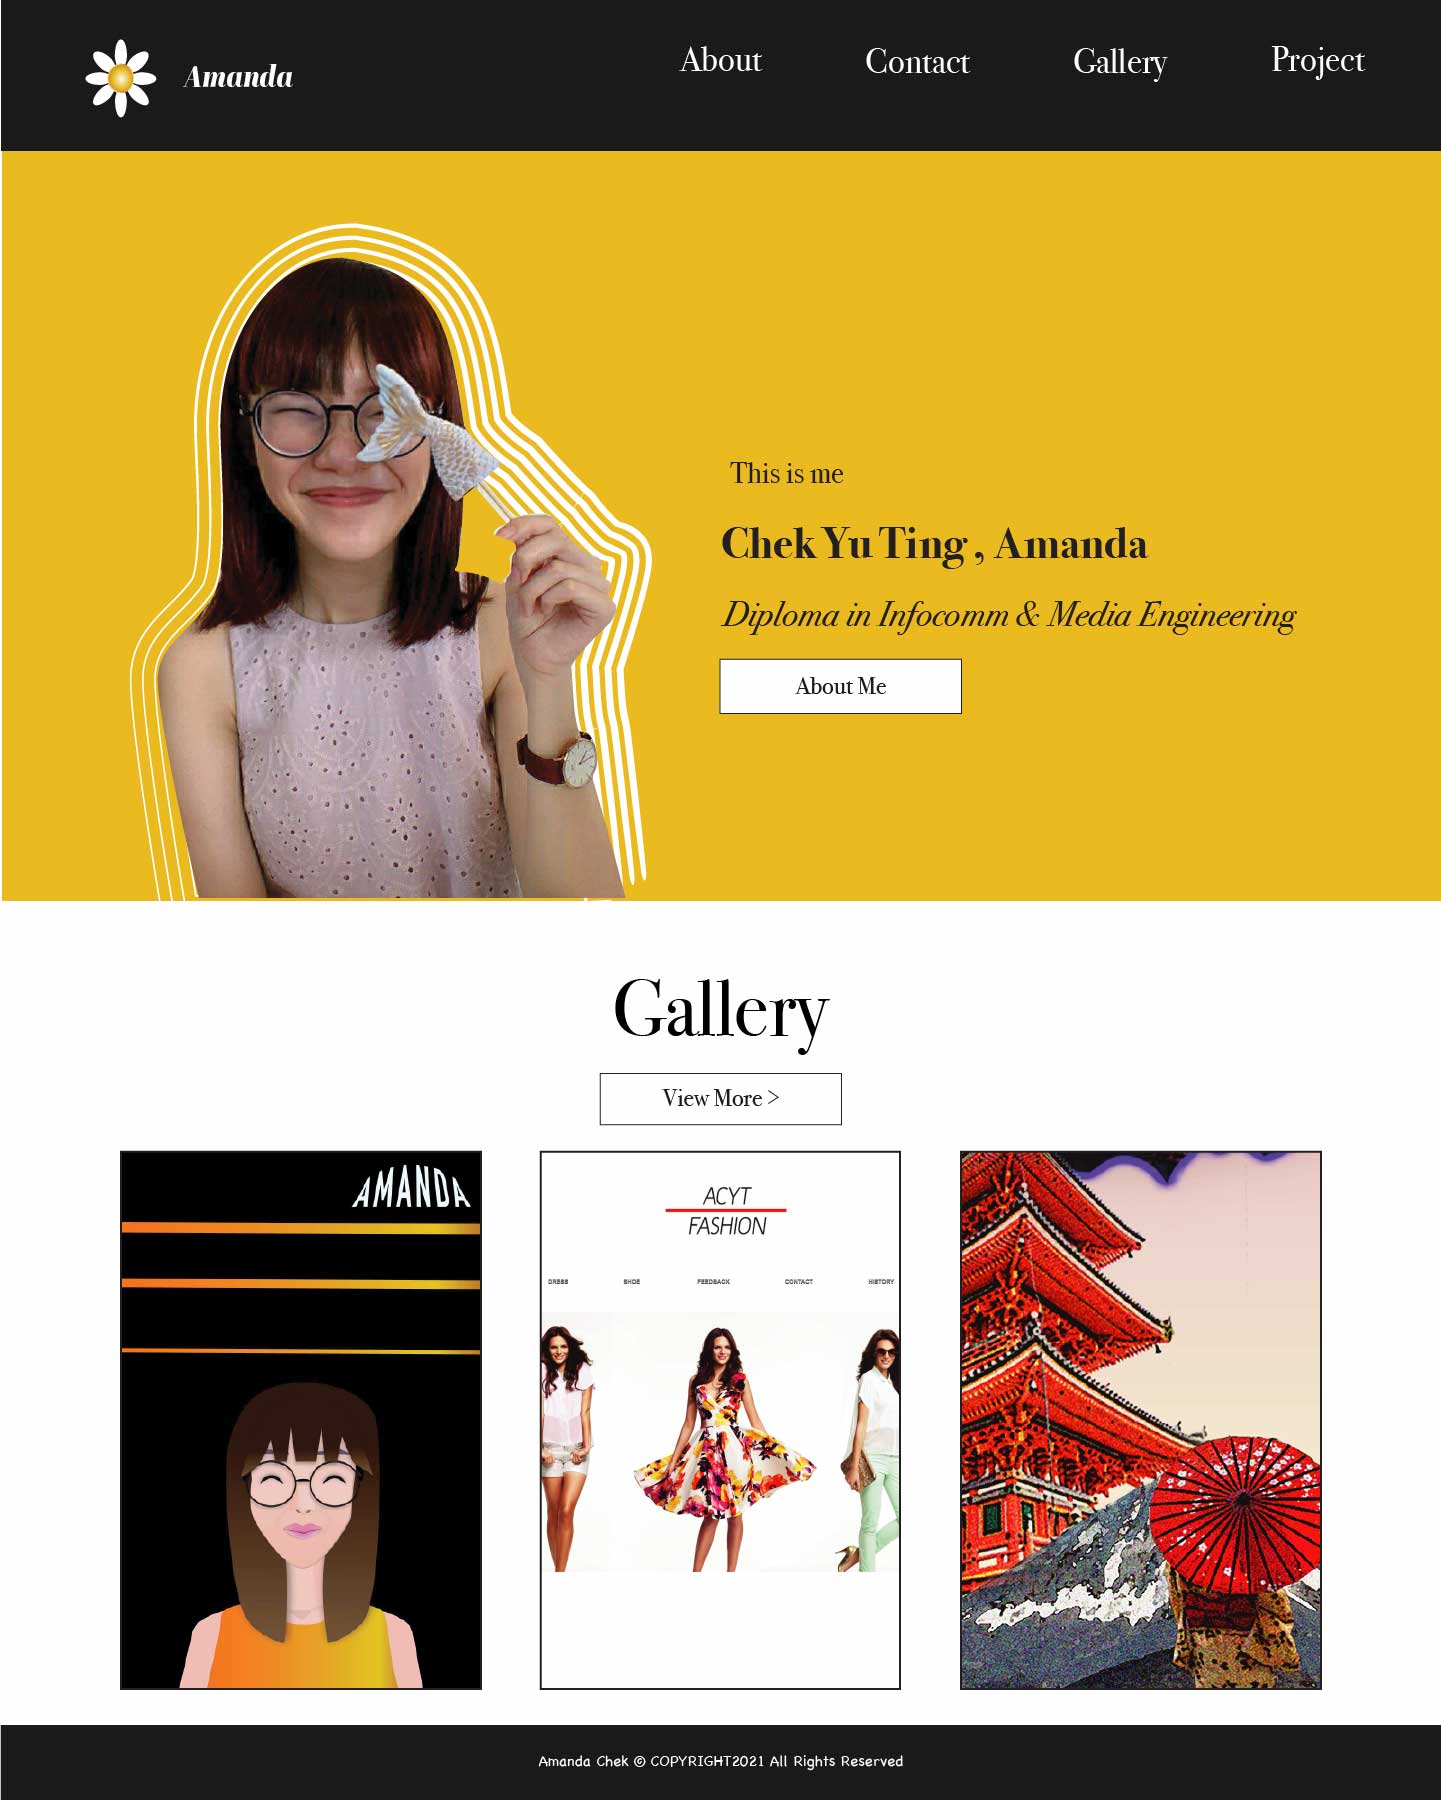 Amanda
About
Contact
Gallery
Project
This is me
Chek Yu Ting , Amanda
Diploma in Infocomm & Media Engineering
About Me
Gallery
View More >
AMANDA
ACYT
FASHION
DRESS SHOE FEEDBACK CONTACT HISTORY
Amanda Chek © COPYRIGHT2021 All Rights Reserved